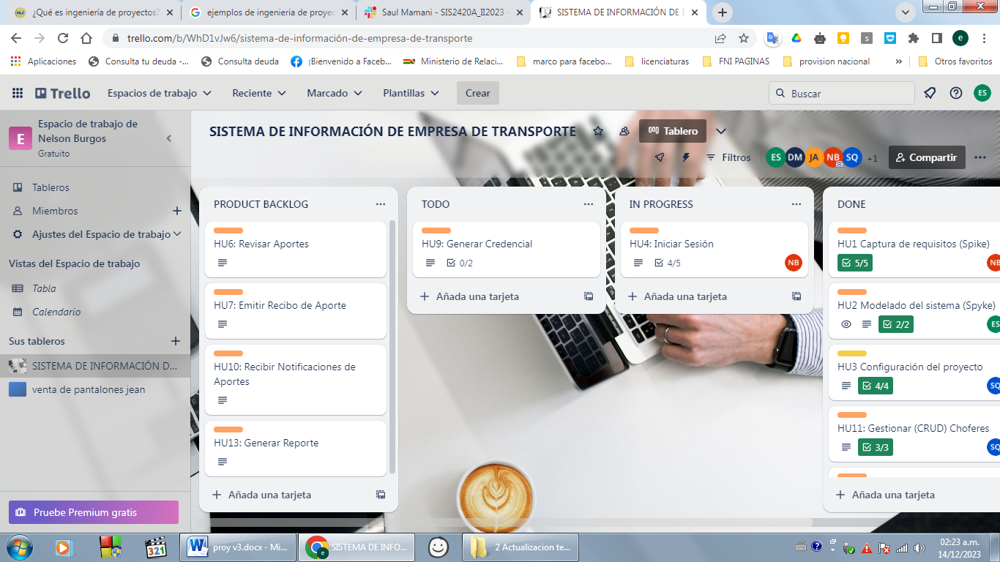 ¿Qué es ingeniería de proyectos?
ejemplos de ingenieria de proyec
Saul Mamani - SIS2420A_II2023 -
SISTEMA DE INFORMACIÓN DE E
trello.com/b/WhD1vJw6/sistema-de-información-de-empresa-de-transporte
Aplicaciones
Consulta tu deuda -...
Consulta deuda
¡Bienvenido a Faceb...
Ministerio de Relaci...
marco para facebo...
licenciaturas
FNI PAGINAS
provision nacional
»
Otros favoritos
Trello
Espacios de trabajo
Reciente
Marcado
Plantillas
Crear
Buscar
ES
E
Espacio de trabajo de
Nelson Burgos
Gratuito
SISTEMA DE INFORMACIÓN DE EMPRESA DE TRANSPORTE
Tablero
Filtros
ES DM JA NB SQ +1
Compartir
Tableros
Miembros
Ajustes del Espacio de trabajo
Vistas del Espacio de trabajo
Tabla
Calendario
Sus tableros
SISTEMA DE INFORMACIÓN D...
venta de pantalones jean
Pruebe Premium gratis
PRODUCT BACKLOG
HU6: Revisar Aportes
HU7: Emitir Recibo de Aporte
HU10: Recibir Notificaciones de
Aportes
HU13: Generar Reporte
Añada una tarjeta
TODO
HU9: Generar Credencial
0/2
Añada una tarjeta
IN PROGRESS
HU4: Iniciar Sesión
4/5
NB
Añada una tarjeta
DONE
HU1 Captura de requisitos (Spike)
5/5
NB
HU2 Modelado del sistema (Spyke)
2/2
ES
HU3 Configuración del proyecto
4/4
SQ
HU11: Gestionar (CRUD) Choferes
3/3
SQ
Añada una tarjeta
proy v3.docx - Mi...
SISTEMA DE INFO...
2 Actualizacion te...
02:23 a.m.
14/12/2023